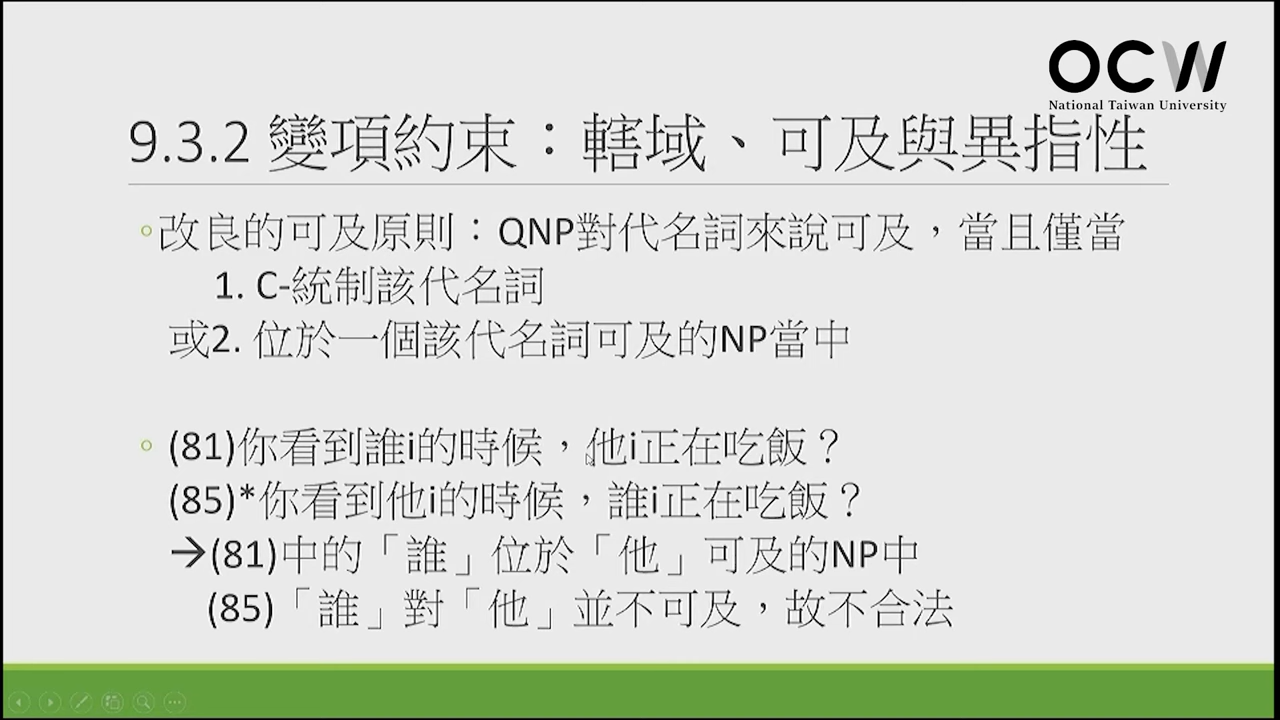 OCW
National Taiwan University
9.3.2 變項約束：轄域、可及與異指性
改良的可及原則：QNP對代名詞來說可及，當且僅當
1. C-統制該代名詞
或2. 位於一個該代名詞可及的NP當中
(81)你看到誰i的時候，他i正在吃飯？
(85)*你看到他i的時候，誰i正在吃飯？
→(81)中的「誰」位於「他」可及的NP中
(85)「誰」對「他」並不可及，故不合法